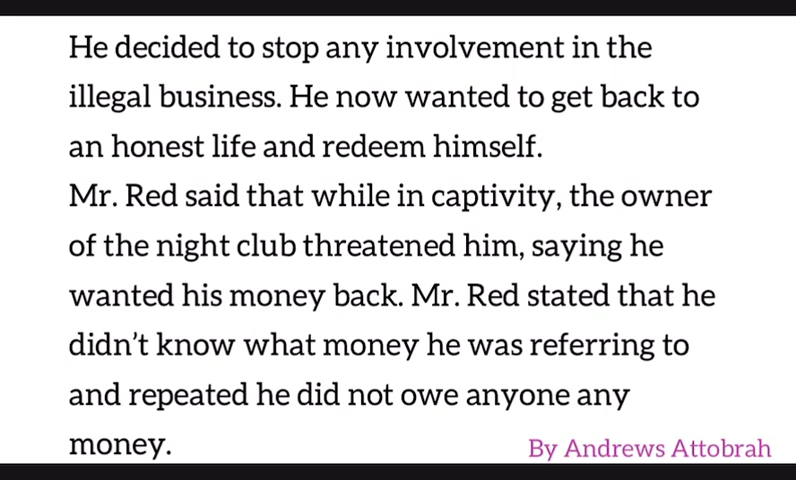 He decided to stop any involvement in the
illegal business. He now wanted to get back to
an honest life and redeem himself.
Mr. Red said that while in captivity, the owner
of the night club threatened him, saying he
wanted his money back. Mr. Red stated that he
didn’t know what money he was referring to
and repeated he did not owe anyone any
money.
By Andrews Attobrah